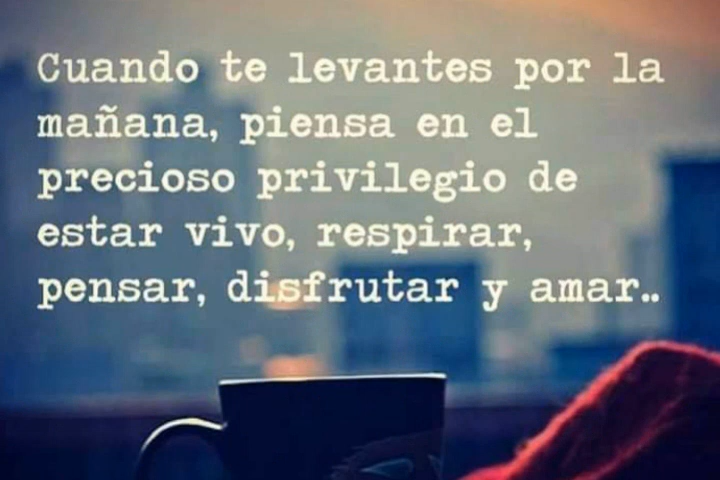 Cuando te levantes por la
mañana, piensa en el
precioso privilegio de
estar vivo, respirar,
pensar, disfrutar y amar..